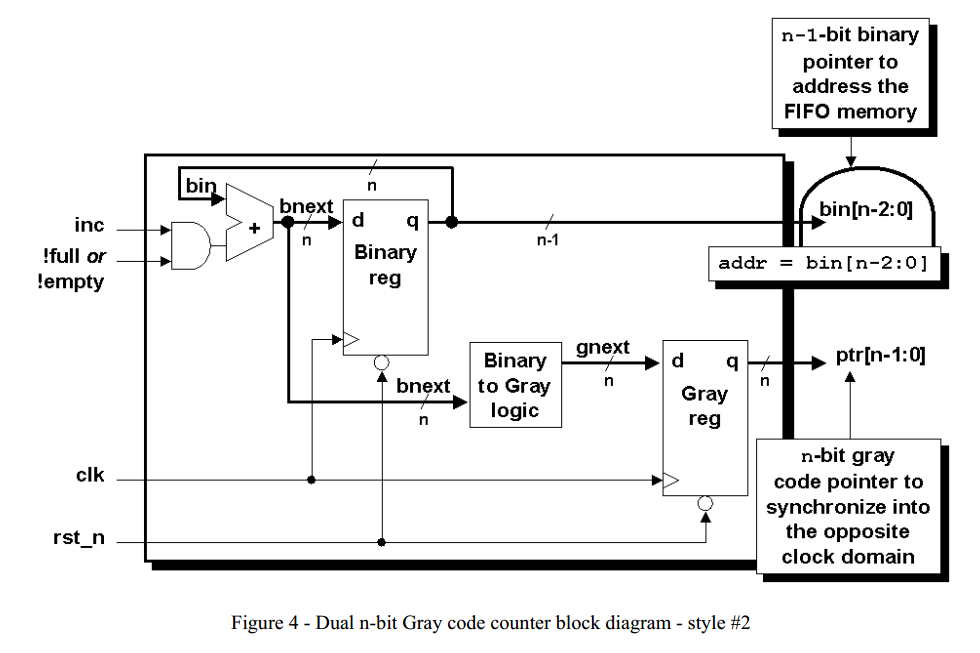 n-1-bit binary
pointer to
address the
FIFO memory
n
bin
bnext
n
+
d q
Binary
reg
n-1
bin[n-2:0]
addr = bin[n-2:0]
inc
!full or
!empty
bnext
n
Binary
to Gray
logic
gnext
n
d q
Gray
reg
n
ptr[n-1:0]
clk
rst_n
n-bit gray
code pointer to
synchronize into
the opposite
clock domain
Figure 4 - Dual n-bit Gray code counter block diagram - style #2